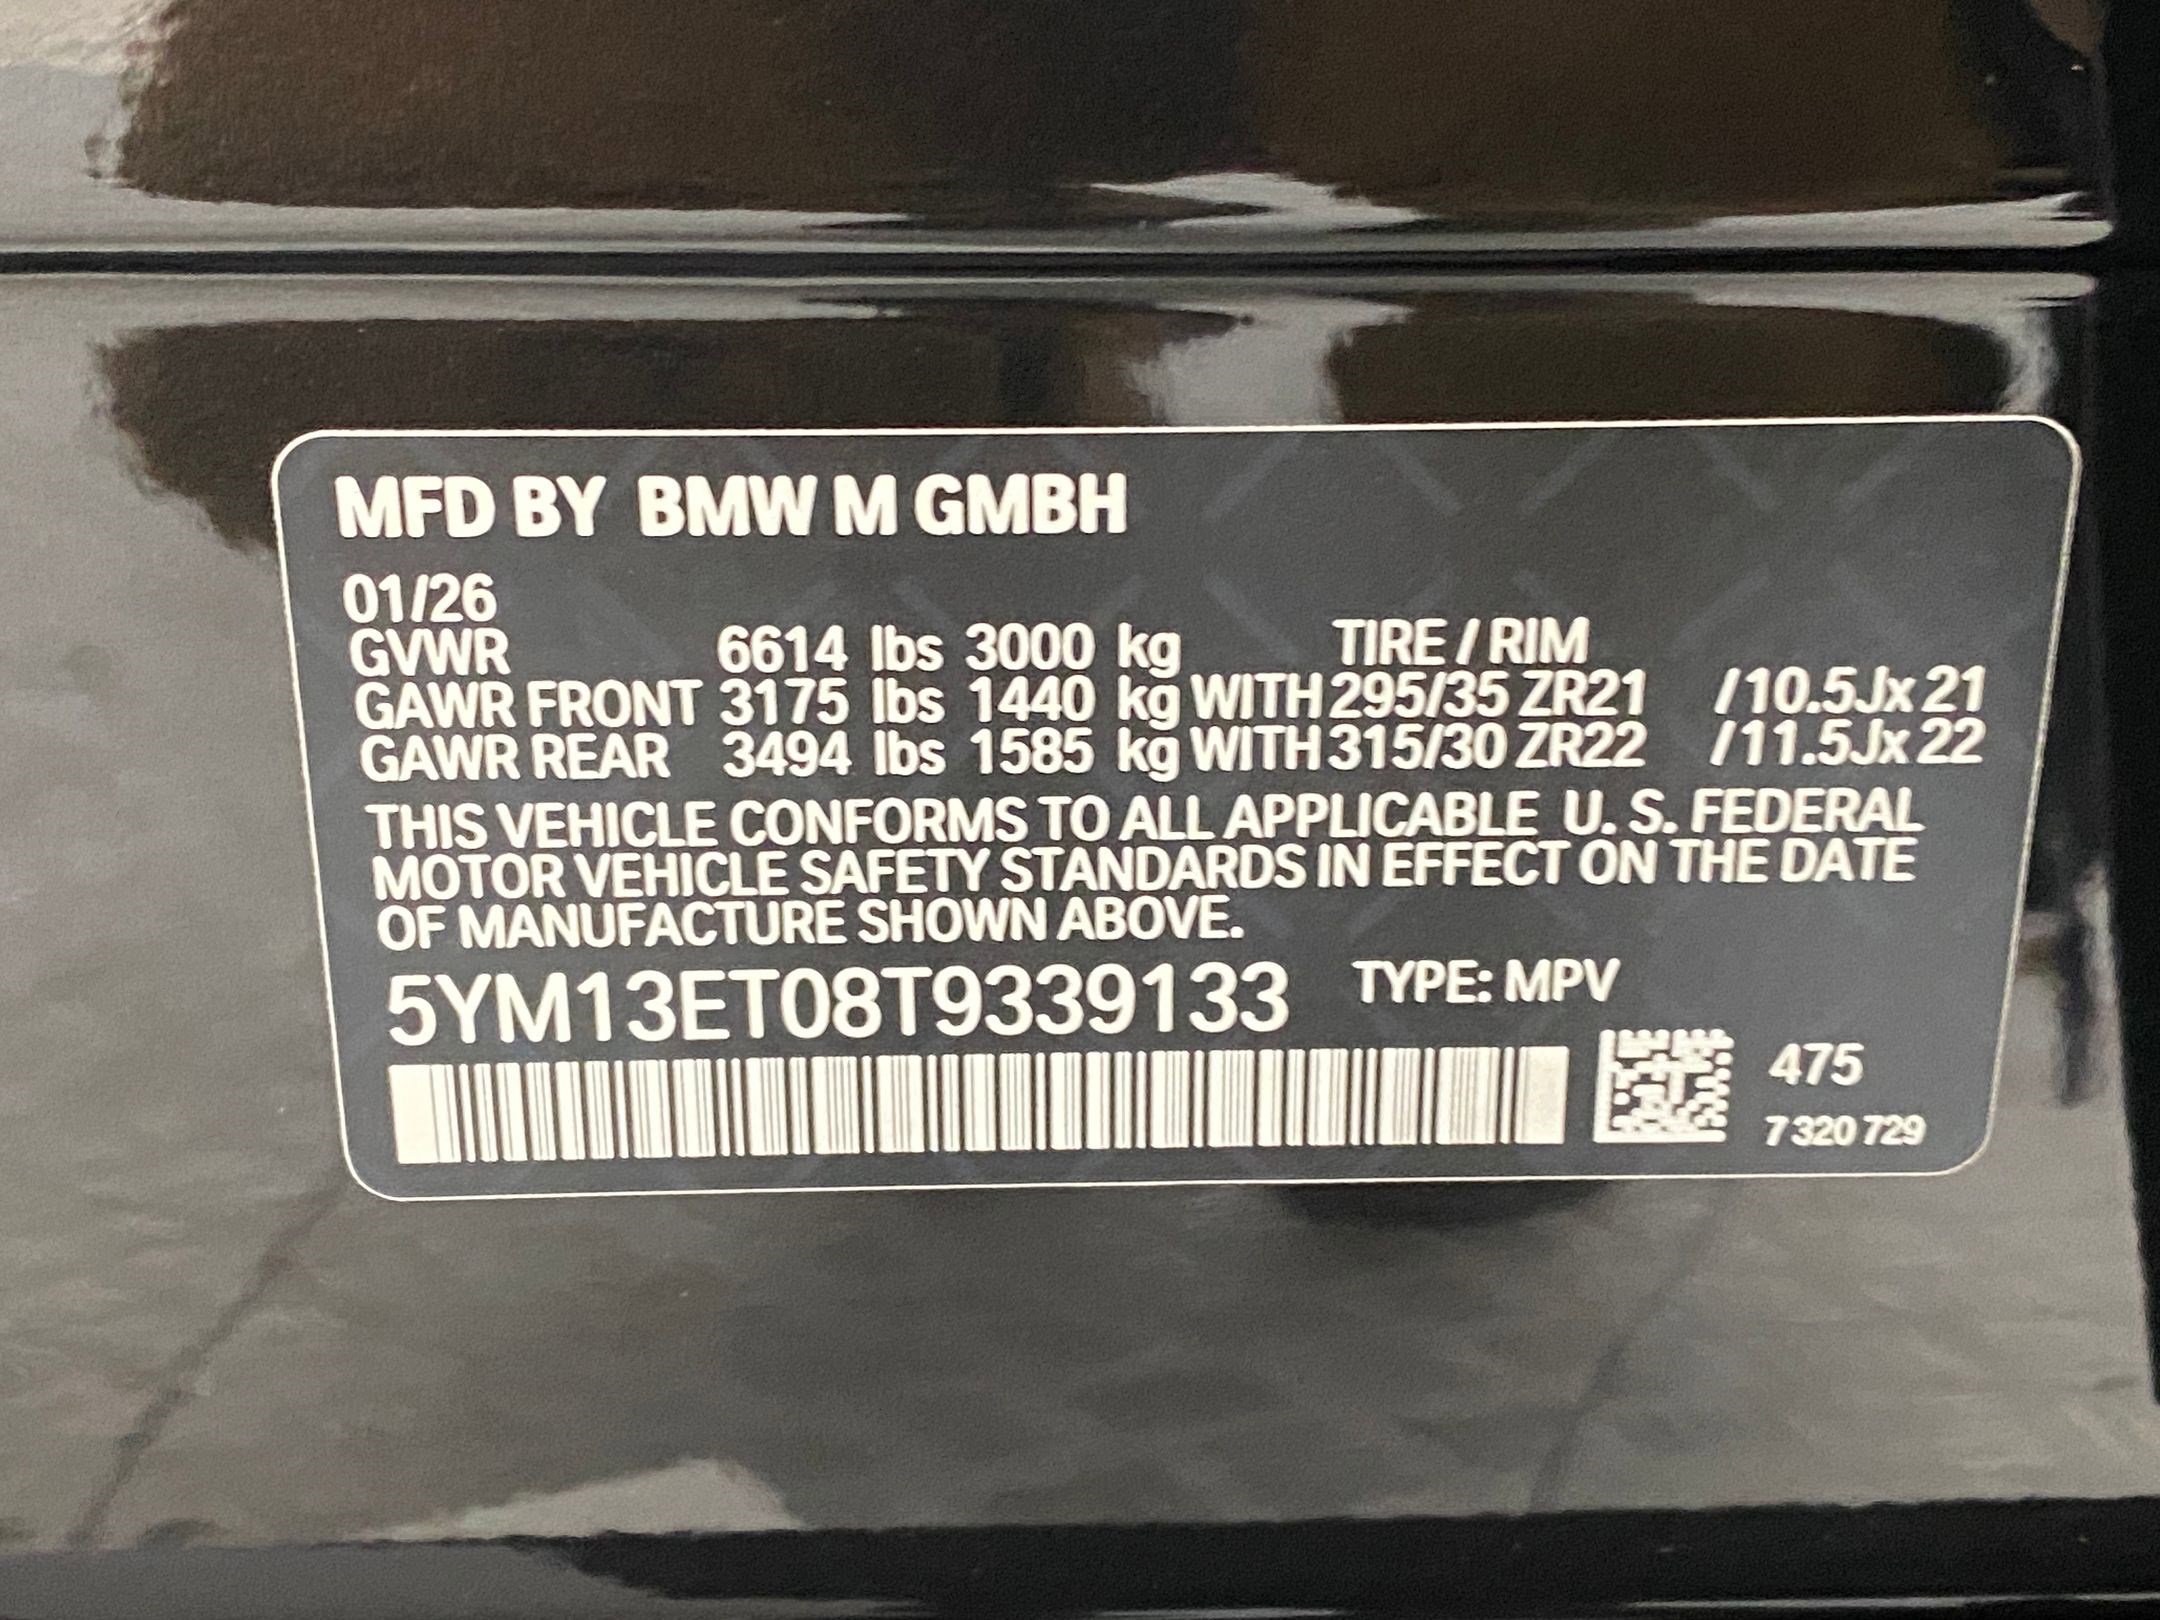 MFD BY BMW M GMBH
01/26
GVWR 6614 lbs 3000 kg TIRE / RIM
GAWR FRONT 3175 lbs 1440 kg WITH 295/35 ZR21 /10.5Jx 21
GAWR REAR 3494 lbs 1585 kg WITH 315/30 ZR22 /11.5Jx 22
THIS VEHICLE CONFORMS TO ALL APPLICABLE U. S. FEDERAL
MOTOR VEHICLE SAFETY STANDARDS IN EFFECT ON THE DATE
OF MANUFACTURE SHOWN ABOVE.
5YM13ET08T9339133 TYPE: MPV
475
7 320 729